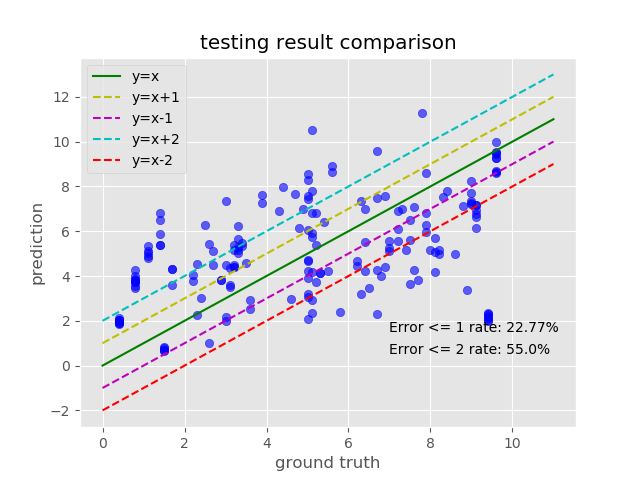 testing result comparison
y=x
y=x+1
y=x-1
y=x+2
y=x-2
12
10
8
6
4
2
0
−2
prediction
Error <= 1 rate: 22.77%
Error <= 2 rate: 55.0%
0 2 4 6 8 10
ground truth